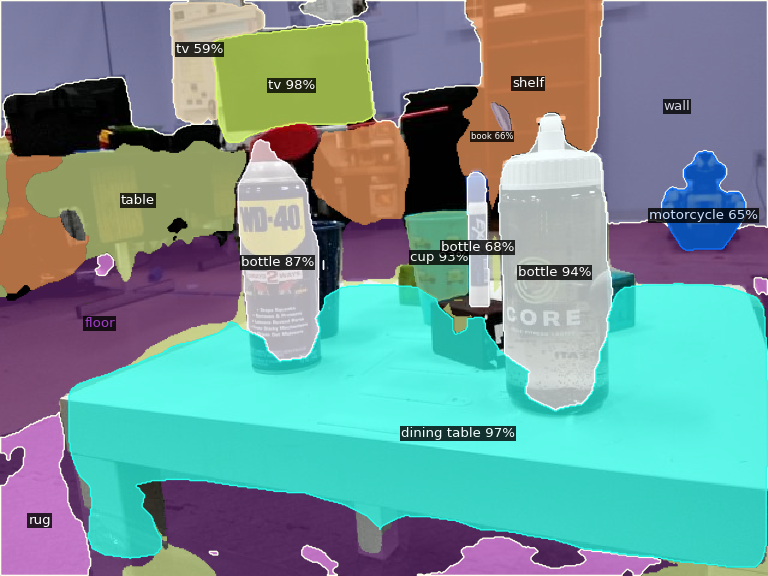 tv 59%
tv 98%
shelf
wall
book 66%
table
motorcycle 65%
WD-40
bottle 68%
cup 93%
bottle 87%
bottle 94%
floor
CORE
dining table 97%
rug